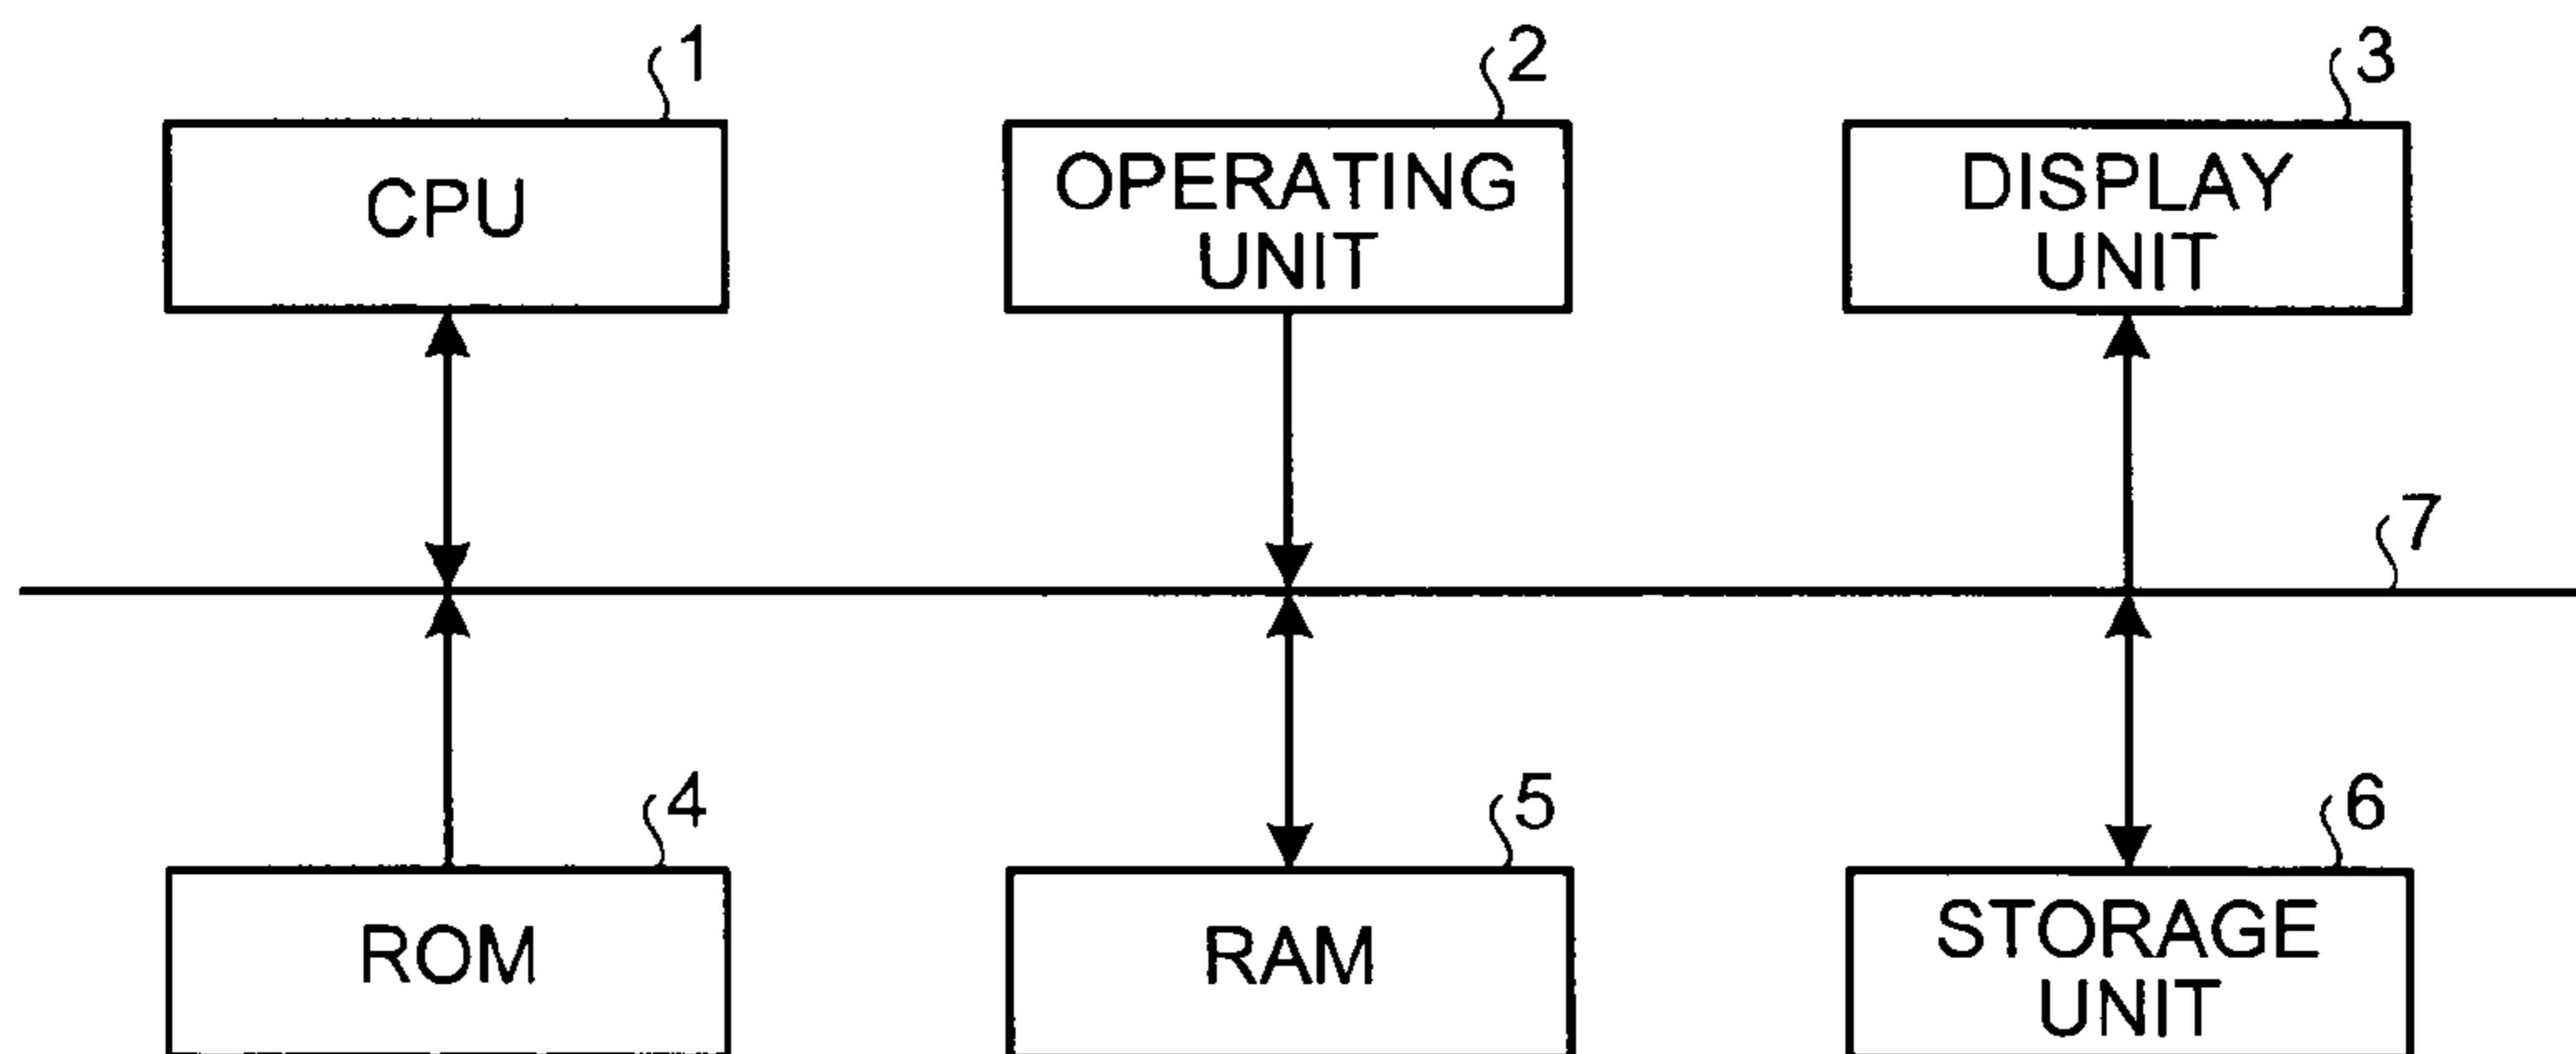 1
2
3
CPU
OPERATING
UNIT
DISPLAY
UNIT
7
4
5
6
ROM
RAM
STORAGE
UNIT